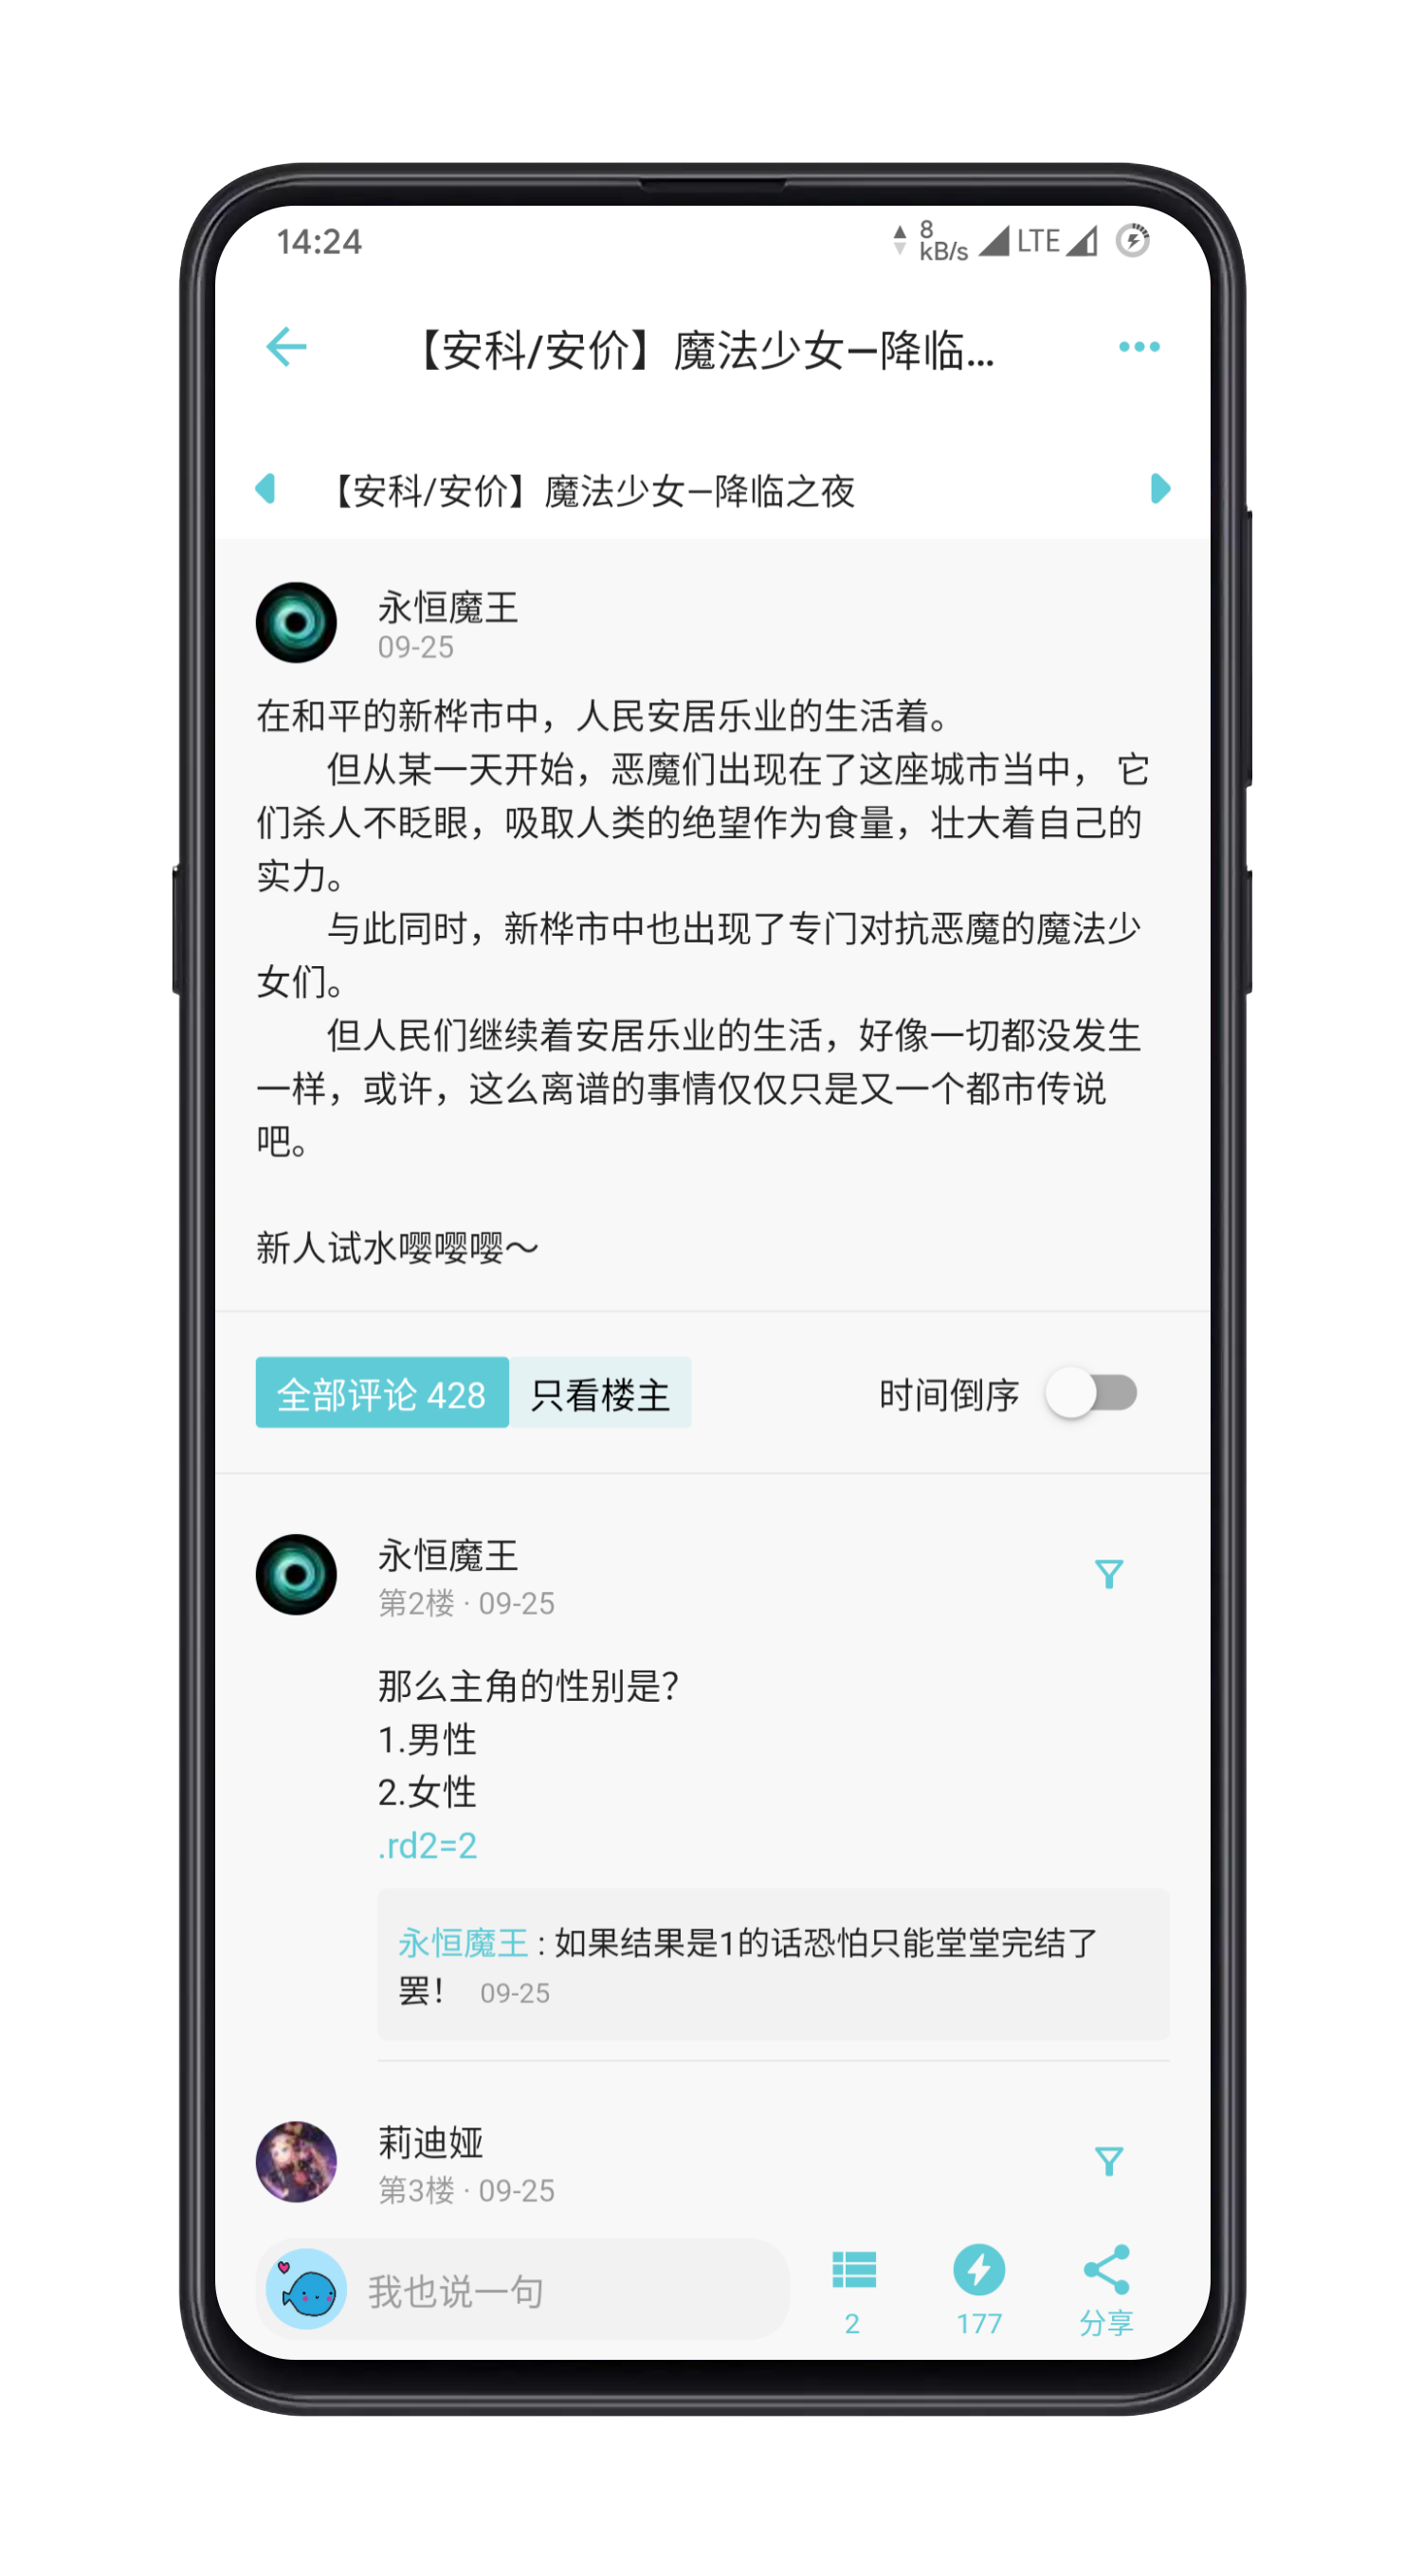 14:24
8
kB/s LTE
【安科/安价】魔法少女—降临...
【安科/安价】魔法少女—降临之夜
永恒魔王
09-25
在和平的新桦市中，人民安居乐业的生活着。
但从某一天开始，恶魔们出现在了这座城市当中， 它
们杀人不眨眼，吸取人类的绝望作为食量，壮大着自己的
实力。
与此同时，新桦市中也出现了专门对抗恶魔的魔法少
女们。
但人民们继续着安居乐业的生活，好像一切都没发生
一样，或许，这么离谱的事情仅仅只是又一个都市传说
吧。
新人试水嘤嘤嘤～
全部评论 428 只看楼主 时间倒序
永恒魔王
第2楼 · 09-25
那么主角的性别是？
1.男性
2.女性
.rd2=2
永恒魔王 : 如果结果是1的话恐怕只能堂堂完结了
罢！ 09-25
莉迪娅
第3楼 · 09-25
我也说一句
2 177 分享